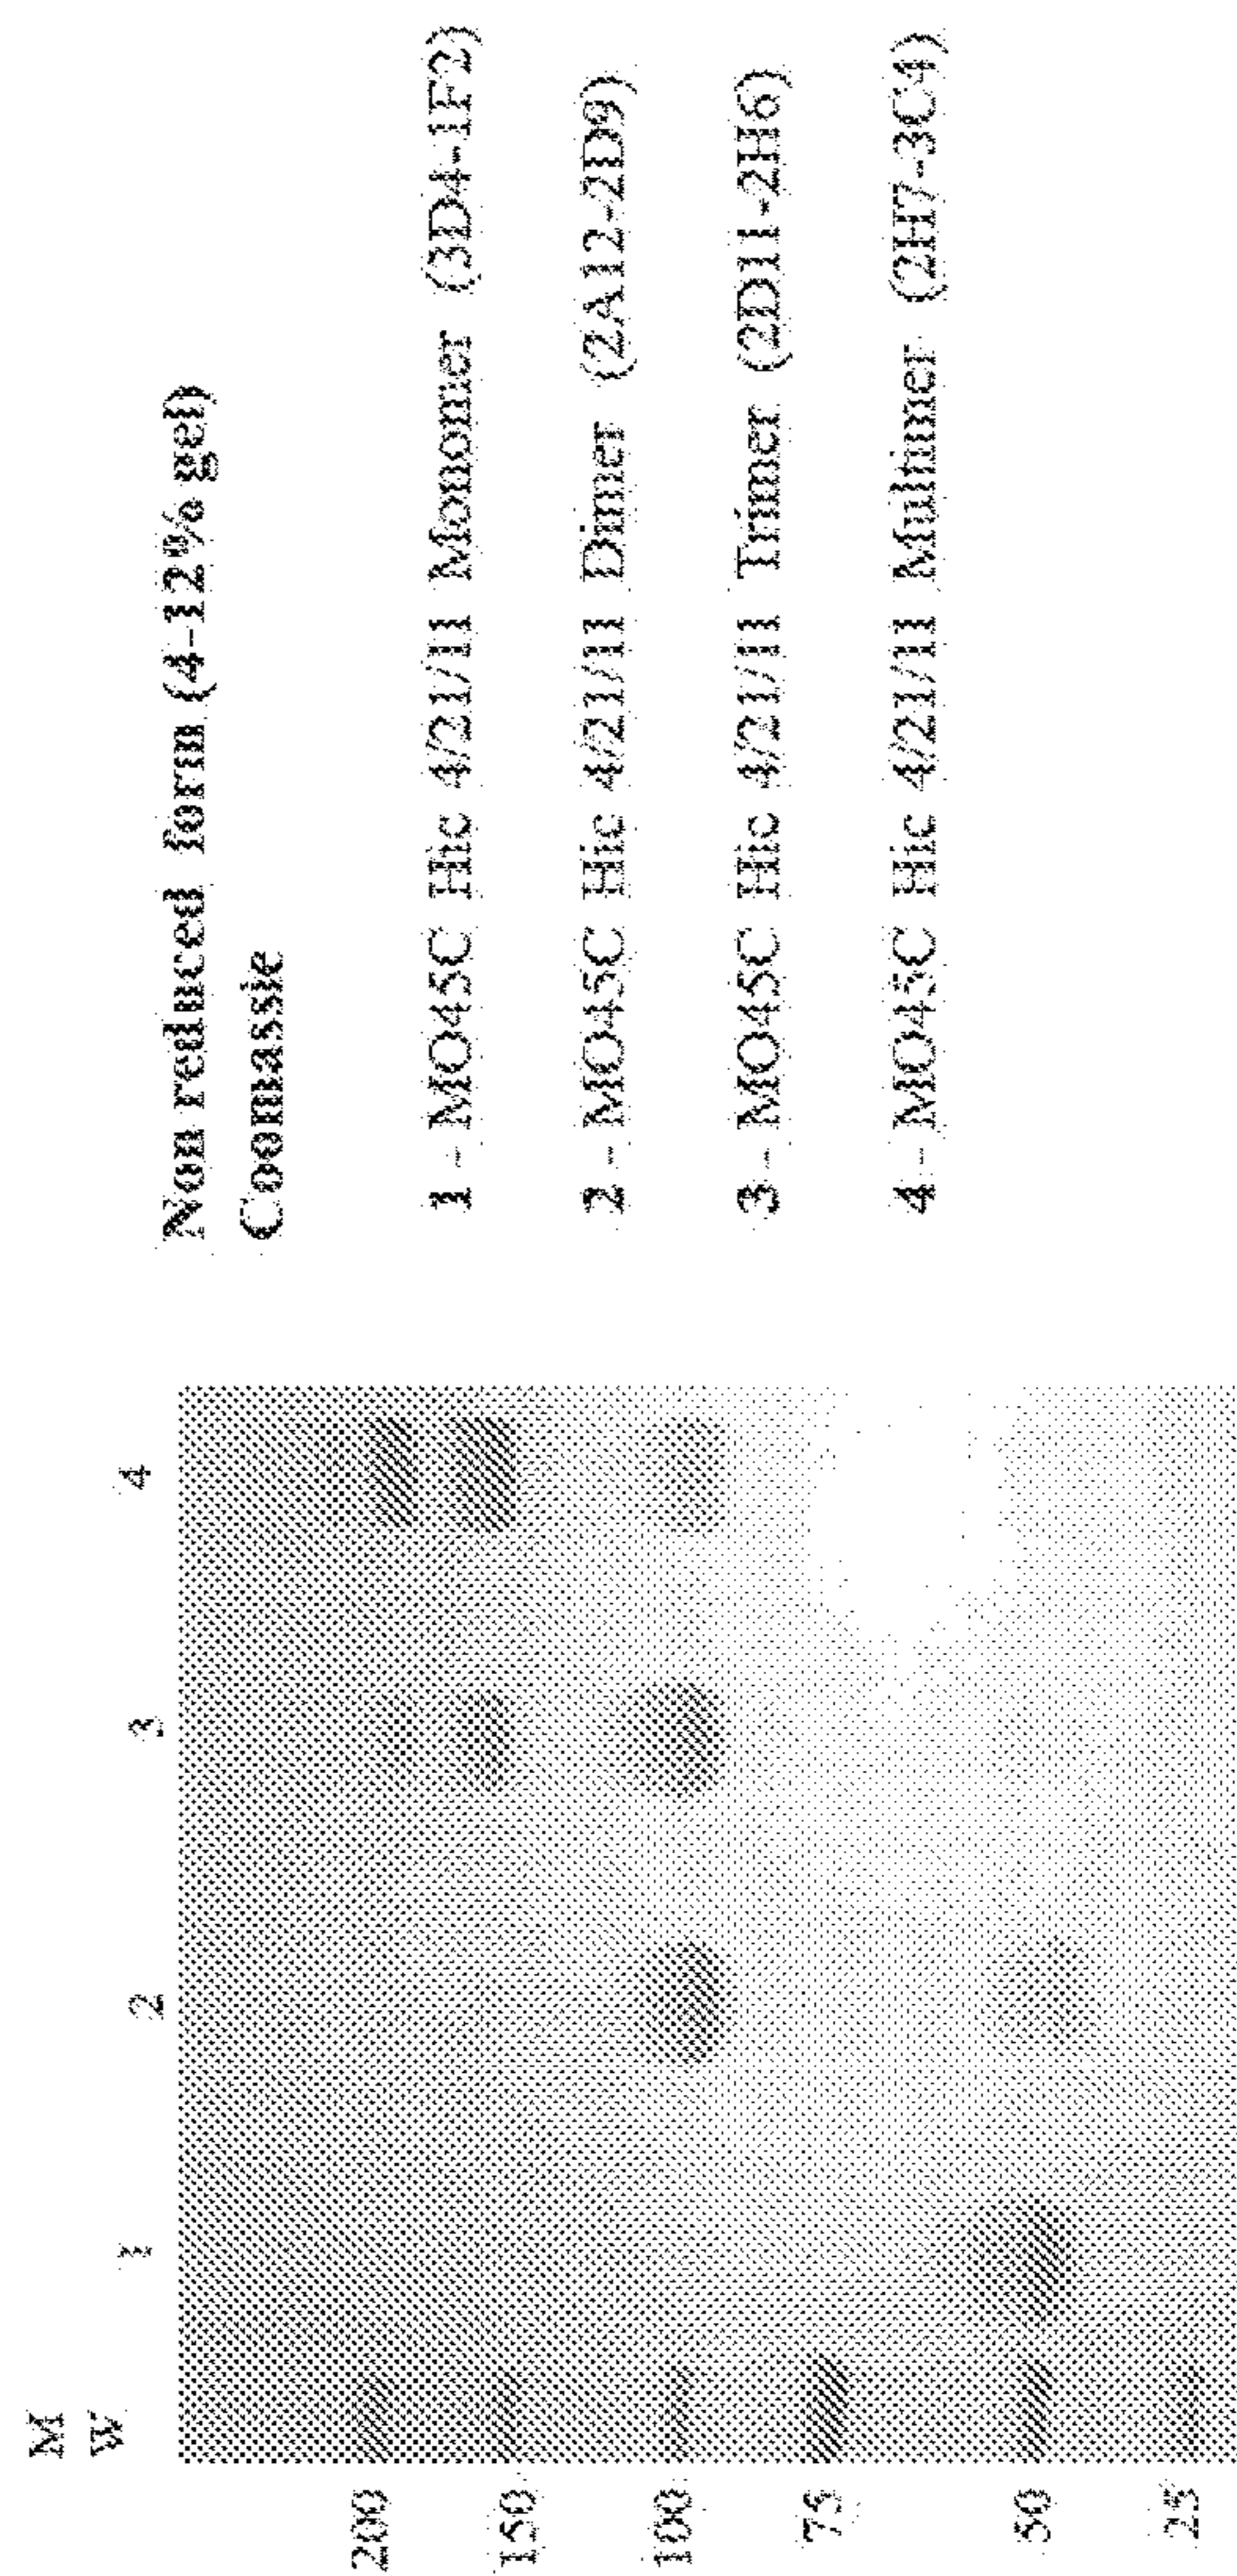 M
W
1
2
3
4
200
150
100
75
50
25
Non reduced form (4-12% gel)
Coomassie
1 - MO45C Hic 4/21/11 Monomer (3D4-1F2)
2 - MO45C Hic 4/21/11 Dimer (2A12-2D9)
3 - MO45C Hic 4/21/11 Trimer (2D11-2H6)
4 - MO45C Hic 4/21/11 Multimer (2H7-3C4)